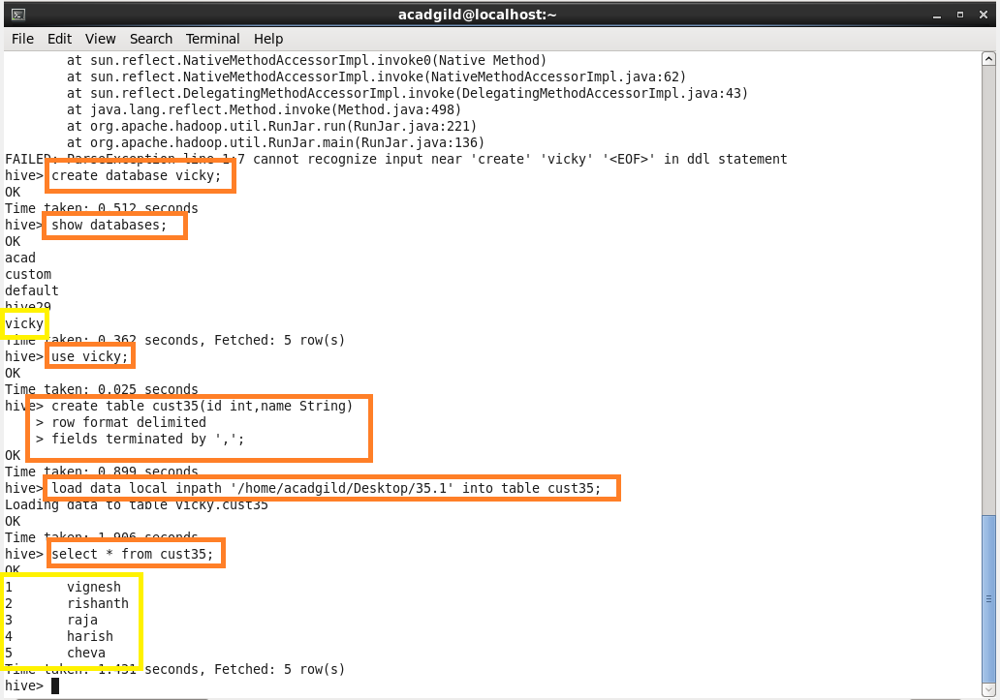 acadgild@localhost:~
File Edit View Search Terminal Help
at sun.reflect.NativeMethodAccessorImpl.invoke0(Native Method)
at sun.reflect.NativeMethodAccessorImpl.invoke(NativeMethodAccessorImpl.java:62)
at sun.reflect.DelegatingMethodAccessorImpl.invoke(DelegatingMethodAccessorImpl.java:43)
at java.lang.reflect.Method.invoke(Method.java:498)
at org.apache.hadoop.util.RunJar.run(RunJar.java:221)
at org.apache.hadoop.util.RunJar.main(RunJar.java:136)
FAILED: ParseException line 1:7 cannot recognize input near 'create' 'vicky' '<EOF>' in ddl statement
hive> create database vicky;
OK
Time taken: 0.512 seconds
hive> show databases;
OK
acad
custom
default
hive29
vicky
Time taken: 0.362 seconds, Fetched: 5 row(s)
hive> use vicky;
OK
Time taken: 0.025 seconds
hive> create table cust35(id int,name String)
> row format delimited
> fields terminated by ',';
OK
Time taken: 0.899 seconds
hive> load data local inpath '/home/acadgild/Desktop/35.1' into table cust35;
Loading data to table vicky.cust35
OK
Time taken: 1.906 seconds
hive> select * from cust35;
OK
1 vignesh
2 rishanth
3 raja
4 harish
5 cheva
Time taken: 1.431 seconds, Fetched: 5 row(s)
hive>